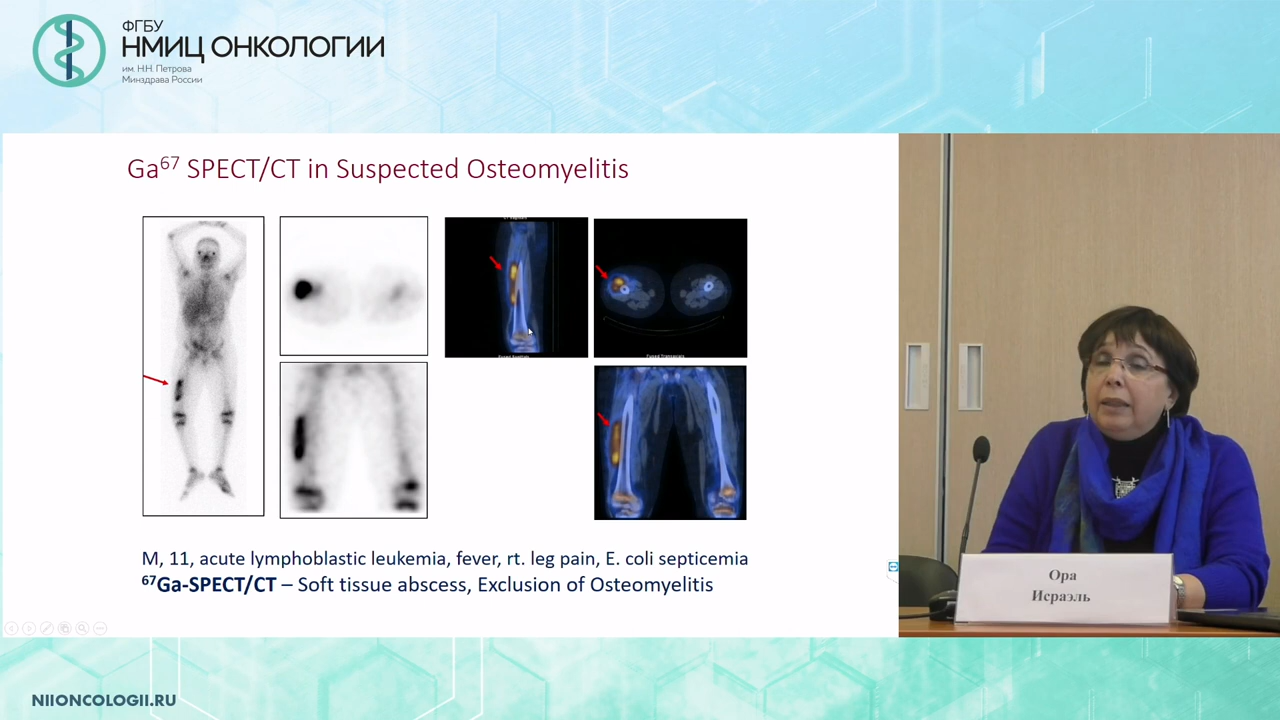 ФГБУ
НМИЦ ОНКОЛОГИИ
им. Н.Н. Петрова
Минздрава России
Ga⁶⁷ SPECT/CT in Suspected Osteomyelitis
M, 11, acute lymphoblastic leukemia, fever, rt. leg pain, E. coli septicemia
⁶⁷Ga-SPECT/CT – Soft tissue abscess, Exclusion of Osteomyelitis
Ора
Исраэль
NIIONCOLOGII.RU